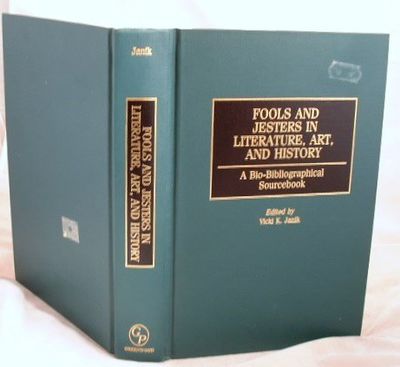 Janik
FOOLS AND JESTERS IN
LITERATURE, ART, AND HISTORY
GP
GREENWOOD
FOOLS AND
JESTERS IN
LITERATURE, ART,
AND HISTORY
A Bio-Bibliographical
Sourcebook
Edited by
Vicki K. Janik